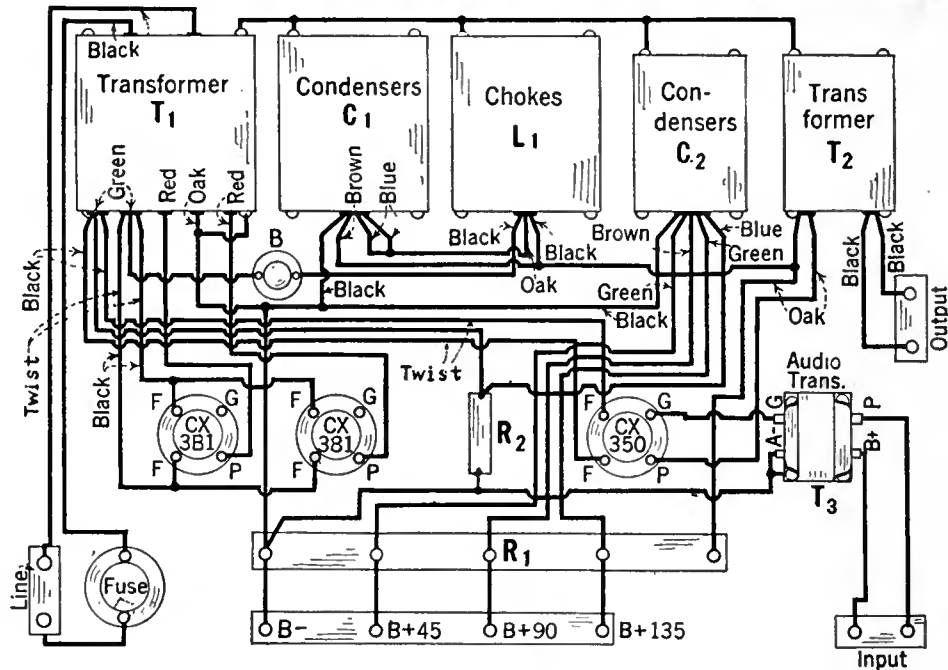 Black
Transformer
T1
Condensers
C1
Chokes
L1
Con-
densers
C2
Trans
former
T2
Green
Red
Oak
Red
Brown
Blue
B
Black
Black
Oak
Black
Brown
Blue
Green
Green
Black
Oak
Black
Black
Output
Black
Twist
Black
Twist
F
G
CX
381
F
P
F
G
CX
381
F
P
R2
F
G
CX
350
F
P
Audio
Trans.
G
P
A-
B+
T3
R1
Line
Fuse
B-
B+45
B+90
B+135
Input